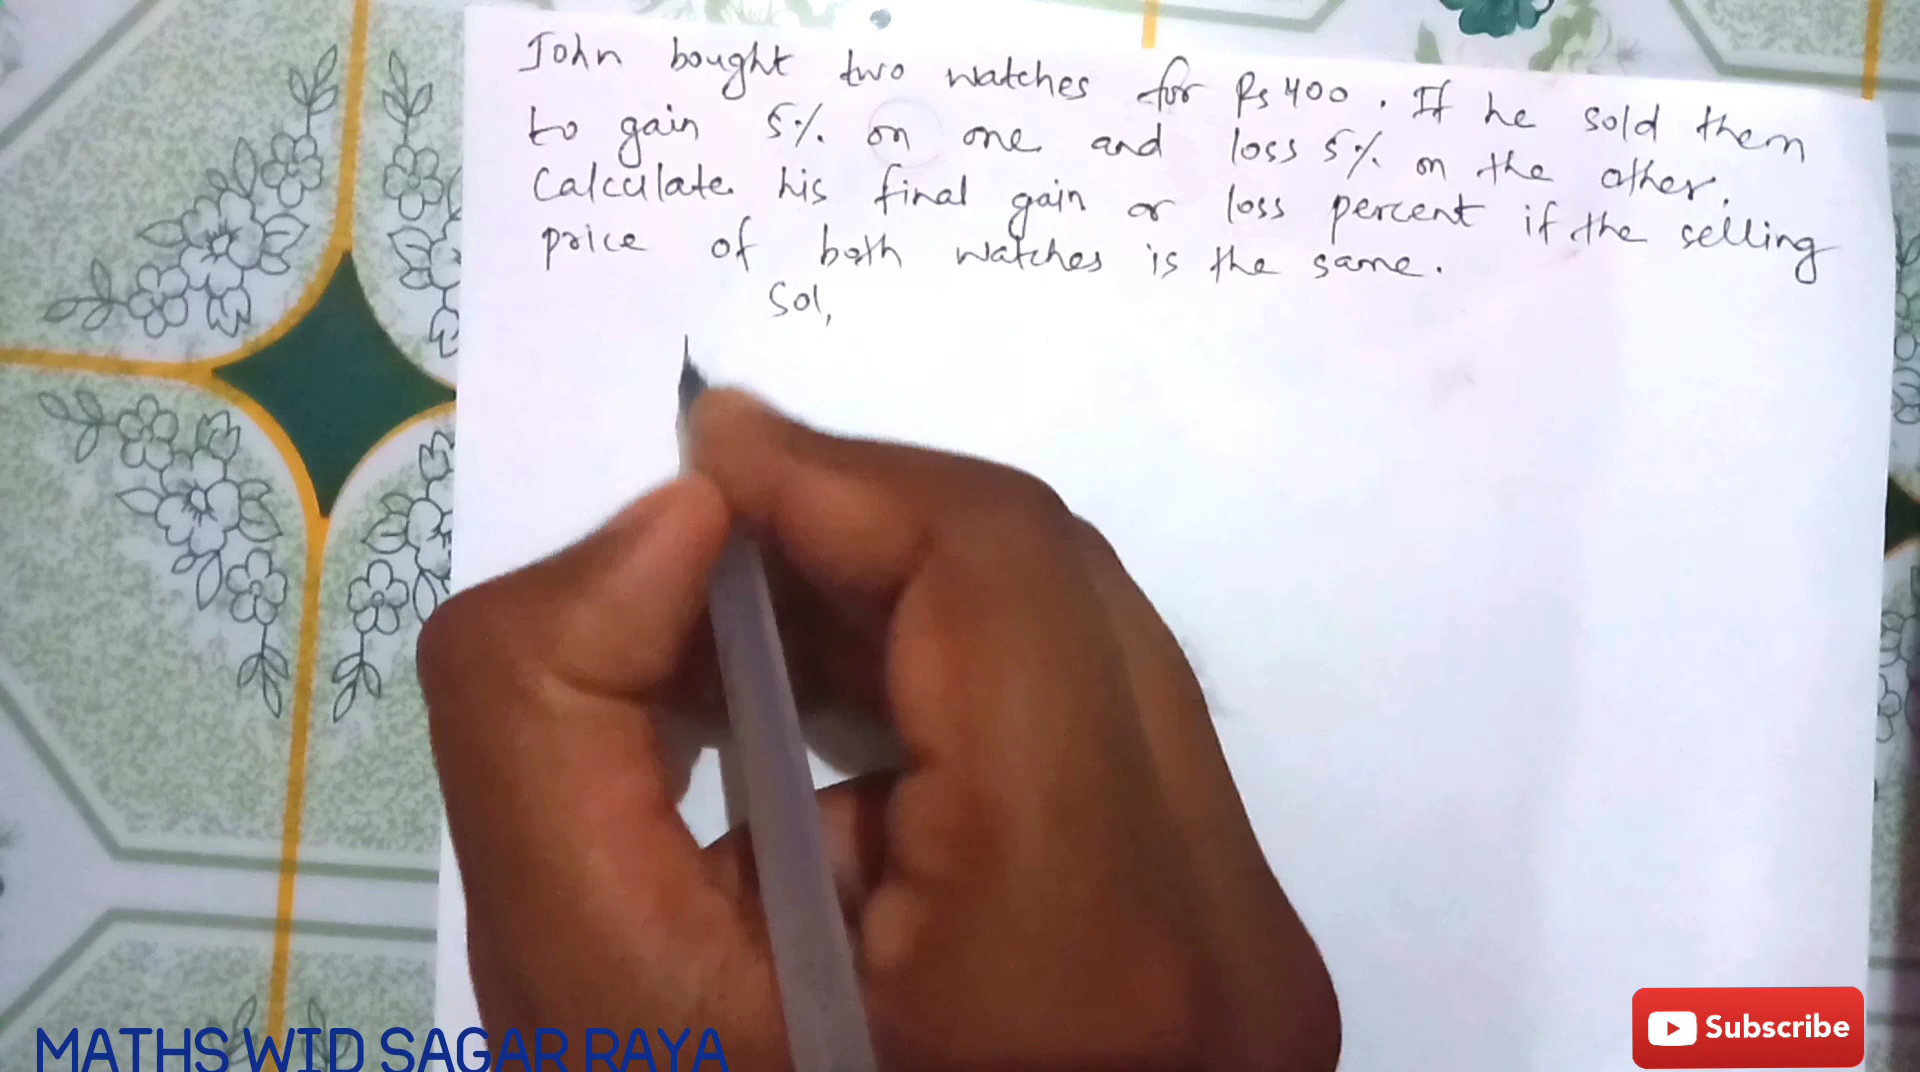 John bought two watches for Rs 400. If he sold them
to gain 5% on one and loss 5% on the other.
Calculate his final gain or loss percent if the selling
price of both watches is the same.
Sol,
MATHS WID SAGAR RAYA
Subscribe